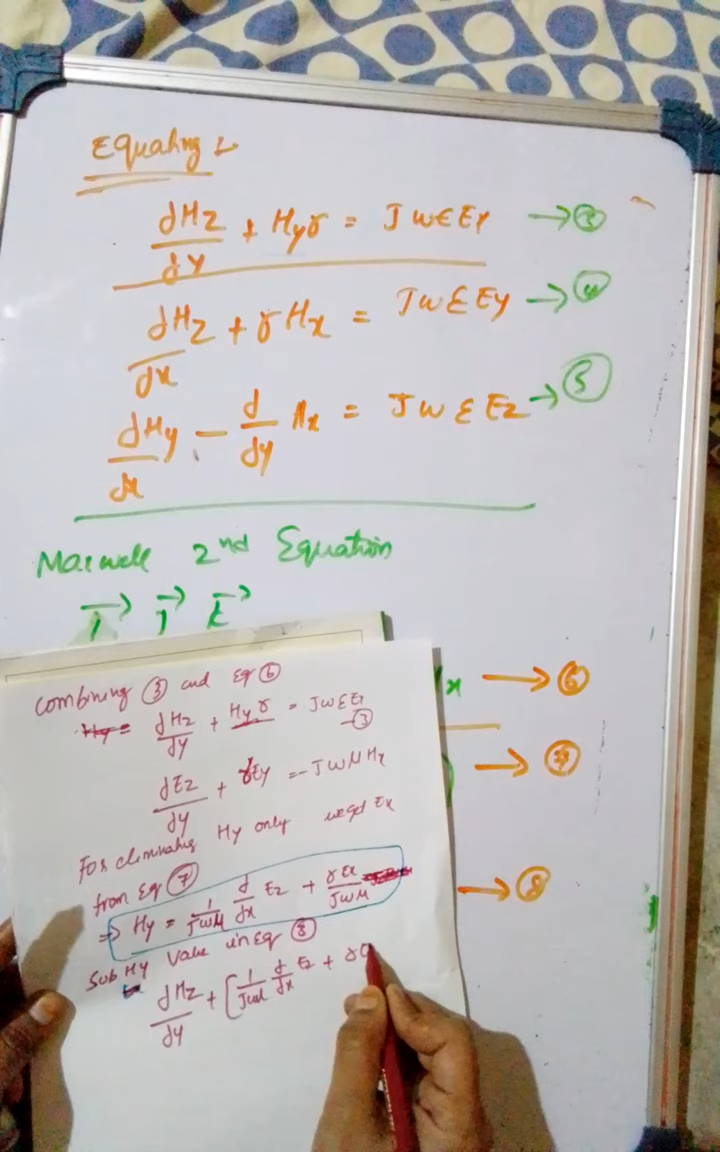 Equating :-
dHz/dy + Hyγ = JωεEx → ③
dHz/dx + γHx = JωεEy → ④
dHy/dx - d/dy Hx = JωεEz → ⑤
Maxwell 2nd Equation
i j k
Hx → ⑥
→ ⑦
→ ⑧
Combining ③ and Eq ⑥
dHz/dy + Hyγ = JωεEx - ③
dEz/dy + γEy = -JωμHx
For eliminating Hy only we get Ex
from Eq ⑦
⇒ Hy = 1/Jωμ d/dx Ez + γEx/Jωμ
Sub Hy value in Eq ③
dHz/dy + [1/Jωμ d/dx Ez + γ